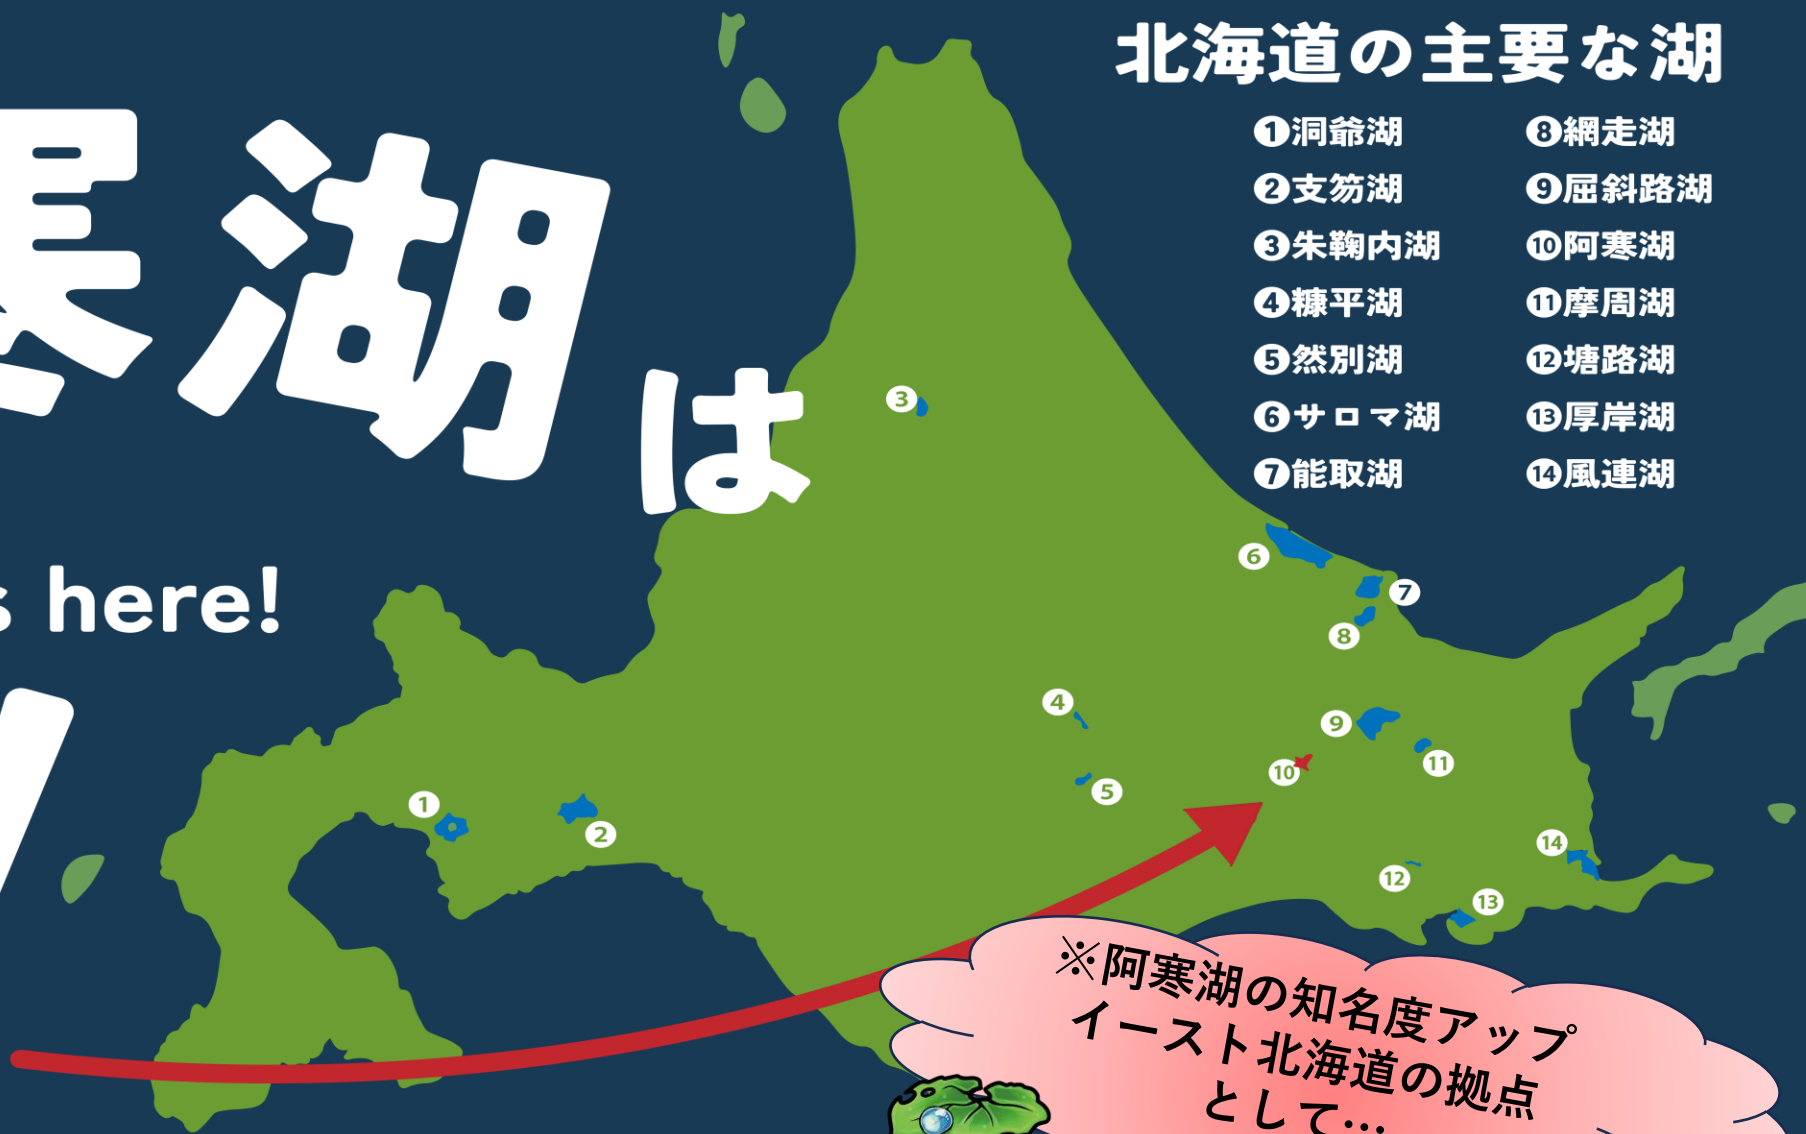 寒湖は
s here!
北海道の主要な湖
❶洞爺湖
❷支笏湖
❸朱鞠内湖
❹糠平湖
❺然別湖
❻サロマ湖
❼能取湖
❽網走湖
❾屈斜路湖
❿阿寒湖
⓫摩周湖
⓬塘路湖
⓭厚岸湖
⓮風連湖
3
6
7
8
4
9
10
11
5
1
2
12
14
13
※阿寒湖の知名度アップ
イースト北海道の拠点
として…